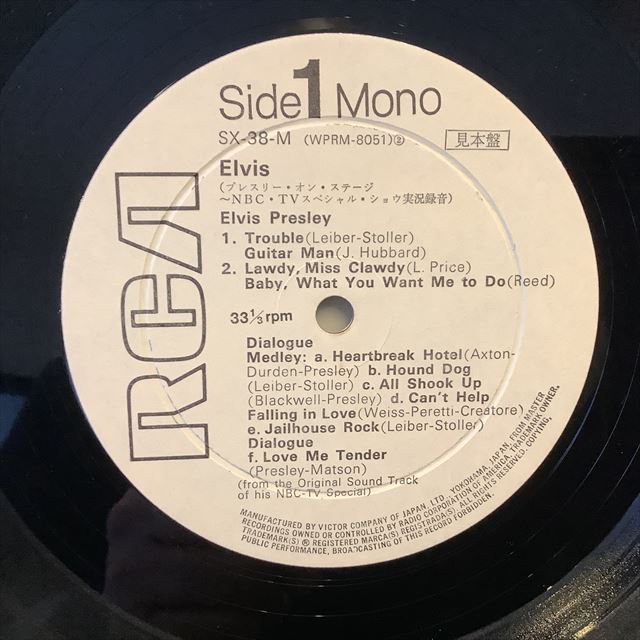 Side 1 Mono
SX-38-M (WPRM-8051)②
見本盤
Elvis
(プレスリー・オン・ステージ
〜NBC・TVスペシャル・ショウ実況録音)
Elvis Presley
1. Trouble(Leiber-Stoller)
Guitar Man(J. Hubbard)
2. Lawdy, Miss Clawdy(L. Price)
Baby, What You Want Me to Do(Reed)
33⅓rpm
Dialogue
Medley: a. Heartbreak Hotel(Axton-
Durden-Presley) b. Hound Dog
(Leiber-Stoller) c. All Shook Up
(Blackwell-Presley) d. Can't Help
Falling in Love(Weiss-Peretti-Creatore)
e. Jailhouse Rock(Leiber-Stoller)
Dialogue
f. Love Me Tender
(Presley-Matson)
(from the Original Sound Track
of his NBC-TV Special)
RCA
MANUFACTURED BY VICTOR COMPANY OF JAPAN, LTD., YOKOHAMA, JAPAN, FROM MASTER
RECORDINGS OWNED OR CONTROLLED BY RADIO CORPORATION OF AMERICA, TRADEMARK OWNER.
TRADEMARK(S) ® REGISTERED MARCA(S) REGISTRADA(S). ALL RIGHTS RESERVED. COPYING,
PUBLIC PERFORMANCE, BROADCASTING OF THIS RECORD FORBIDDEN.